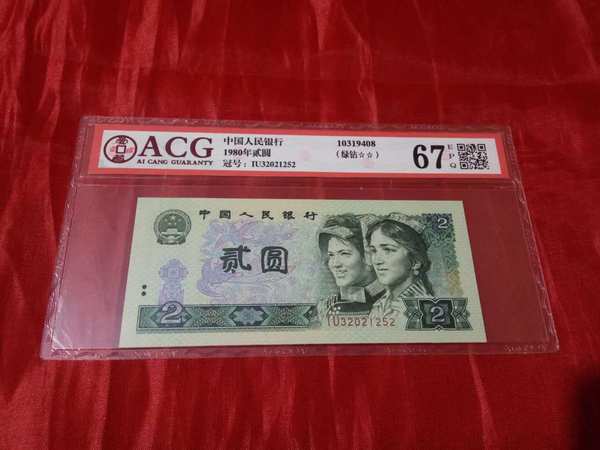 ACG
AI CANG GUARANTY
中国人民银行
1980年贰圆
冠号：IU32021252
10319408
（绿钻☆☆）
67
EPQ
中国人民银行
贰圆
2
2
2
IU32021252